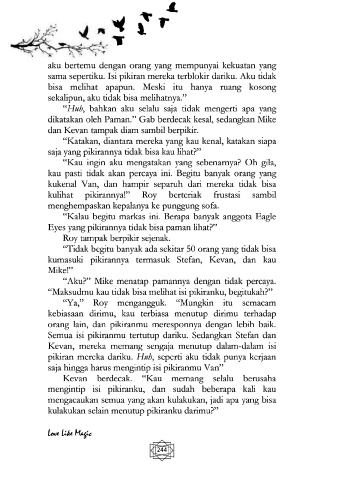 aku bertemu dengan orang yang mempunyai kekuatan yang
sama sepertiku. Isi pikiran mereka terblokir dariku. Aku tidak
bisa melihat apapun. Meski itu hanya ruang kosong
sekalipun, aku tidak bisa melihatnya.”
“Huh, bahkan aku selalu saja tidak mengerti apa yang
dikatakan oleh Paman.” Gab berdecak kesal, sedangkan Mike
dan Kevan tampak diam sambil berpikir.
“Katakan, diantara mereka yang kau kenal, katakan siapa
saja yang pikirannya tidak bisa kau lihat?”
“Kau ingin aku mengatakan yang sebenarnya? Oh gila,
kau pasti tidak akan percaya ini. Begitu banyak orang yang
kukenal Van, dan hampir separuh dari mereka tidak bisa
kulihat pikirannya!” Roy berteriak frustasi sambil
menghempaskan kepalanya ke punggung sofa.
“Kalau begitu markas ini. Berapa banyak anggota Eagle
Eyes yang pikirannya tidak bisa paman lihat?”
Roy tampak berpikir sejenak.
“Tidak begitu banyak ada sekitar 50 orang yang tidak bisa
kumasuki pikirannya termasuk Stefan, Kevan, dan kau
Mike!”
“Aku?” Mike menatap pamannya dengan tidak percaya.
“Maksudmu kau tidak bisa melihat isi pikiranku, begitukah?”
“Ya,” Roy mengangguk. “Mungkin itu semacam
kebiasaan dirimu, kau terbiasa menutup dirimu terhadap
orang lain, dan pikiranmu meresponnya dengan lebih baik.
Semua isi pikiranmu tertutup dariku. Sedangkan Stefan dan
Kevan, mereka memang sengaja menutup dalam-dalam isi
pikiran mereka dariku. Huh, seperti aku tidak punya kerjaan
saja hingga harus mengintip isi pikiranmu Van”
Kevan berdecak. “Kau memang selalu berusaha
mengintip isi pikiranku, dan sudah beberapa kali kau
mengacaukan semua yang akan kulakukan, jadi apa yang bisa
kulakukan selain menutup pikiranku darimu?”
Love Like Magic
244